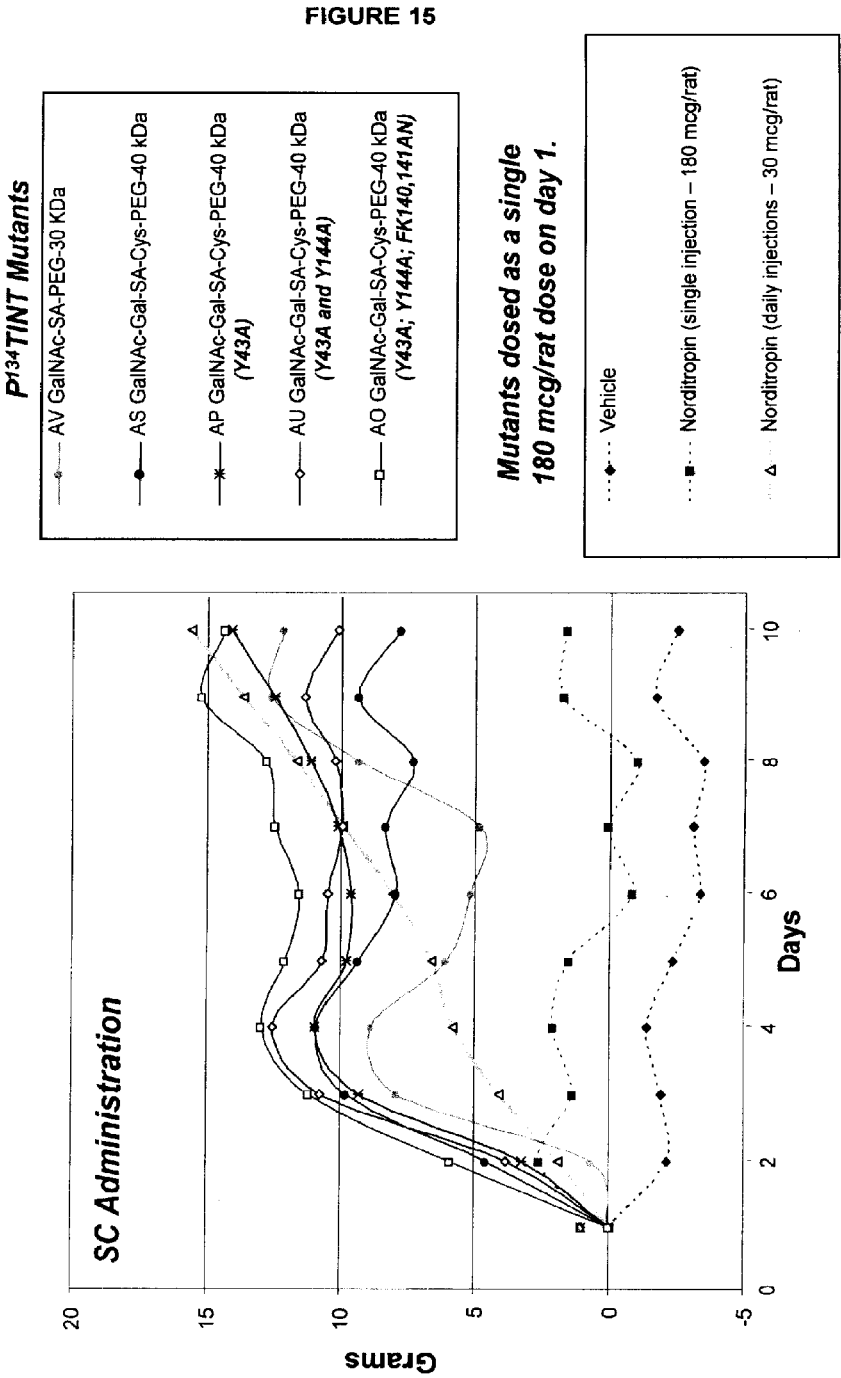 FIGURE 15
P134TINT Mutants
AV GalNAc-SA-PEG-30 KDa
AS GalNAc-Gal-SA-Cys-PEG-40 kDa
AP GalNAc-Gal-SA-Cys-PEG-40 kDa
(Y43A)
AU GalNAc-Gal-SA-Cys-PEG-40 kDa
(Y43A and Y144A)
AO GalNAc-Gal-SA-Cys-PEG-40 kDa
(Y43A; Y144A; FK140,141AN)
Mutants dosed as a single
180 mcg/rat dose on day 1.
Vehicle
Norditropin (single injection – 180 mcg/rat)
Norditropin (daily injections – 30 mcg/rat)
SC Administration
Grams
20
15
10
5
0
-5
0
2
4
6
8
10
Days